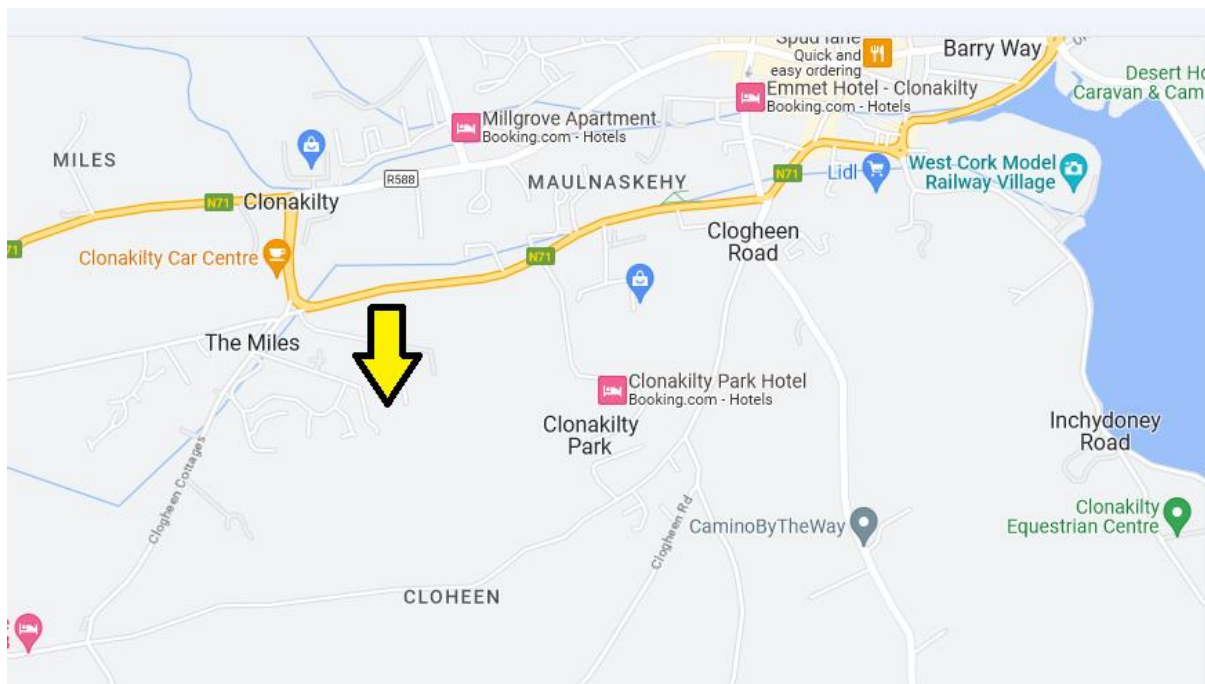 Spud lane
Quick and
easy ordering
Barry Way
Desert Ho
Caravan & Cam
Emmet Hotel - Clonakilty
Booking.com - Hotels
Millgrove Apartment
Booking.com - Hotels
MILES
R588
MAULNASKEHY
N71
Lidl
West Cork Model
Railway Village
N71
Clonakilty
71
Clonakilty Car Centre
N71
Clogheen
Road
The Miles
Clonakilty Park Hotel
Booking.com - Hotels
Clonakilty
Park
Inchydoney
Road
Clogheen Cottages
Clogheen Rd
CaminoByTheWay
Clonakilty
Equestrian Centre
CLOHEEN